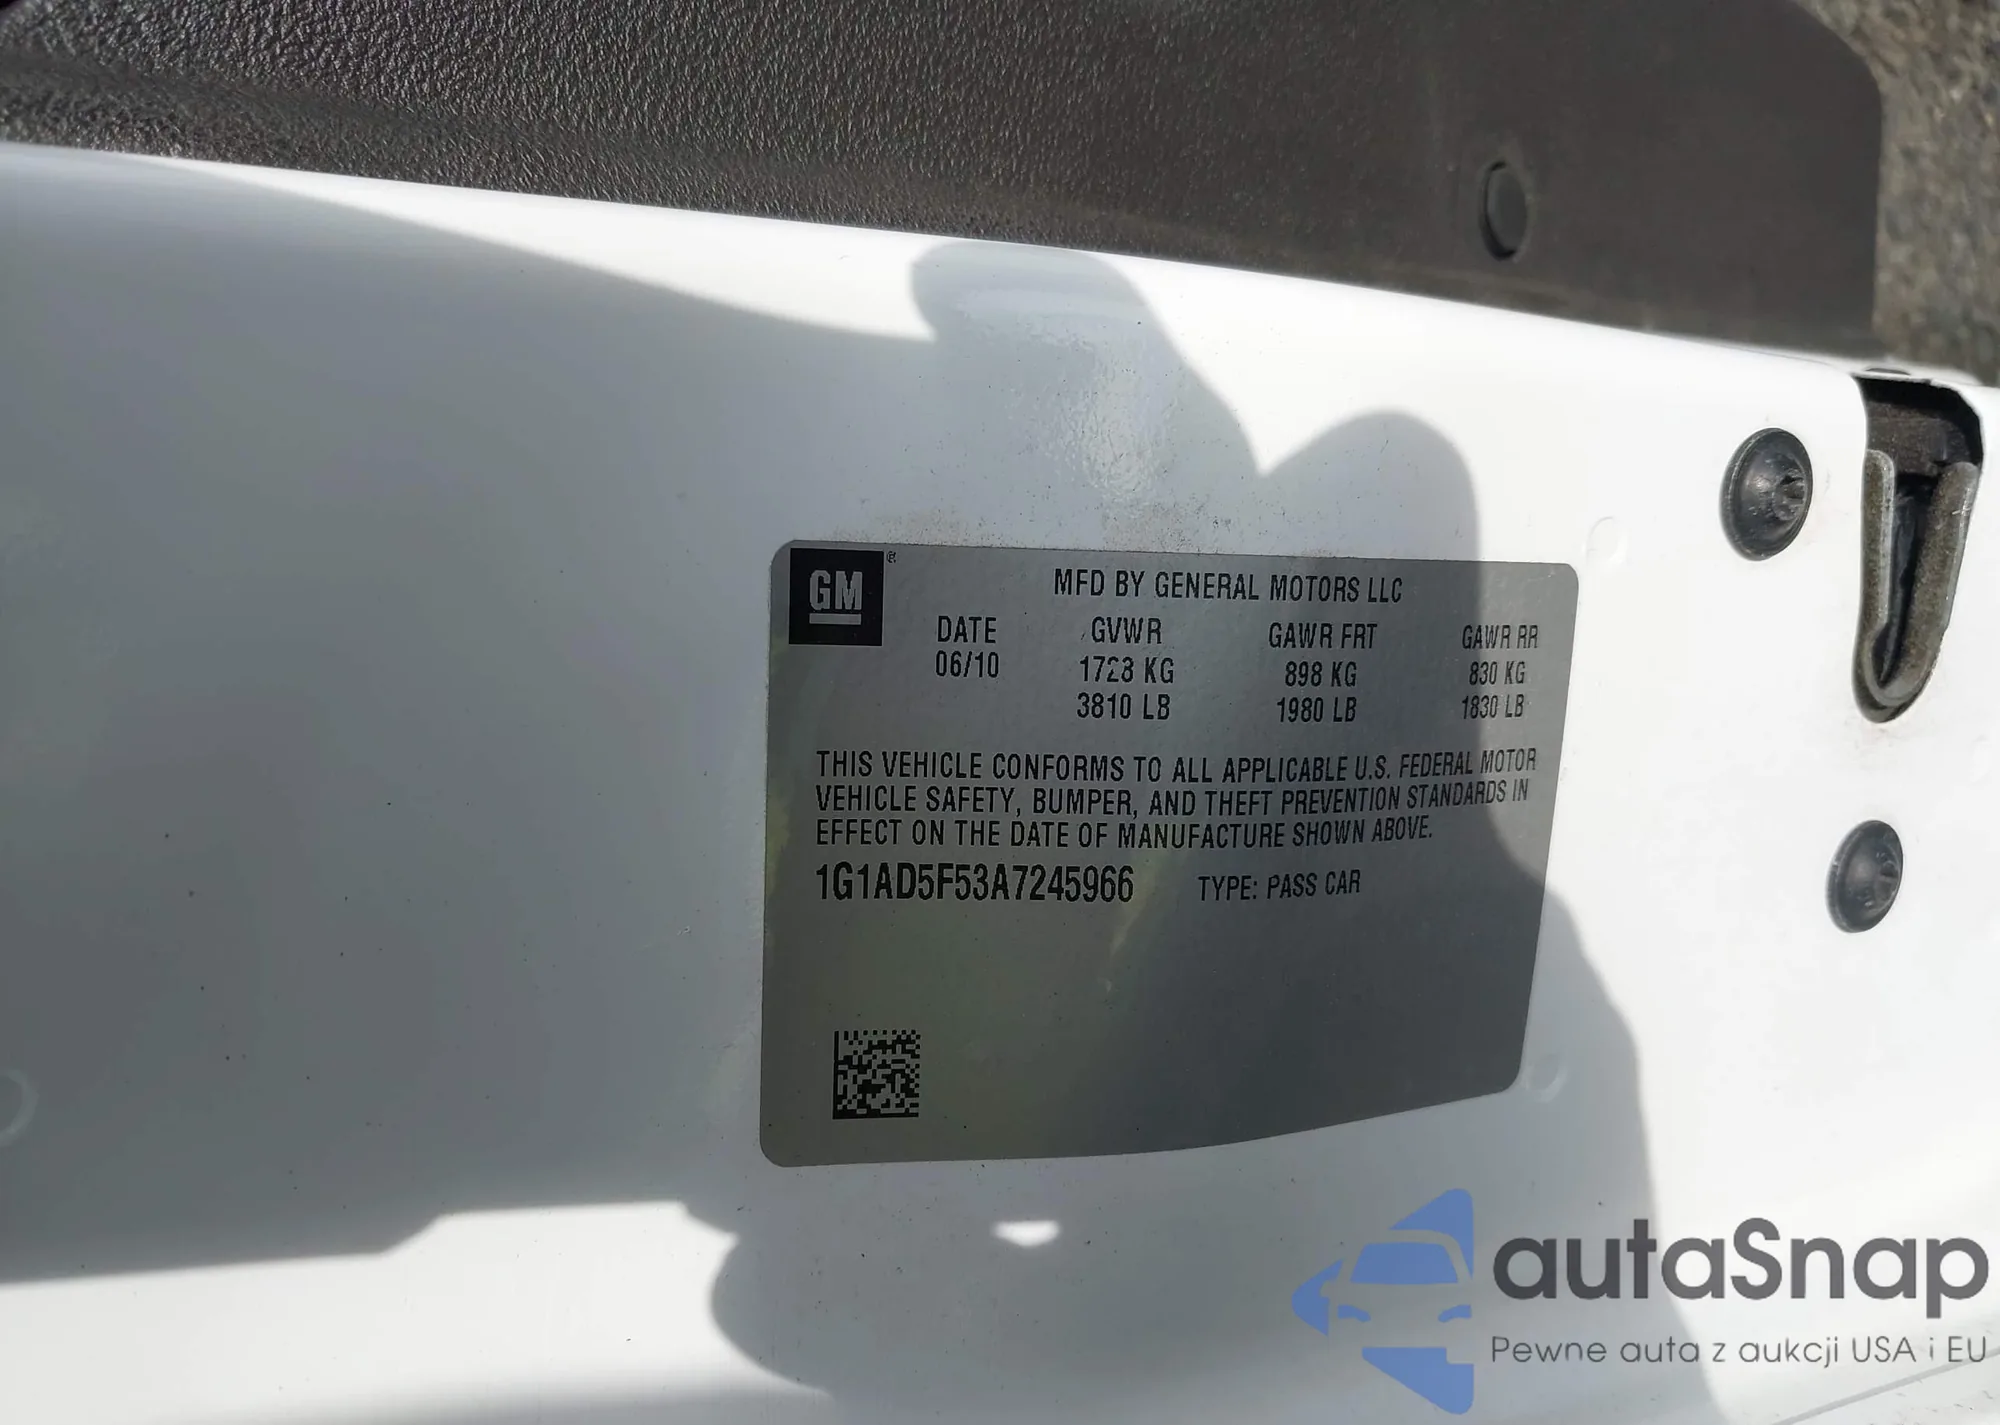 GM ®
MFD BY GENERAL MOTORS LLC
DATE GVWR GAWR FRT GAWR RR
06/10 1728 KG 898 KG 830 KG
3810 LB 1980 LB 1830 LB
THIS VEHICLE CONFORMS TO ALL APPLICABLE U.S. FEDERAL MOTOR
VEHICLE SAFETY, BUMPER, AND THEFT PREVENTION STANDARDS IN
EFFECT ON THE DATE OF MANUFACTURE SHOWN ABOVE.
1G1AD5F53A7245966 TYPE: PASS CAR
autaSnap
Pewne auta z aukcji USA i EU